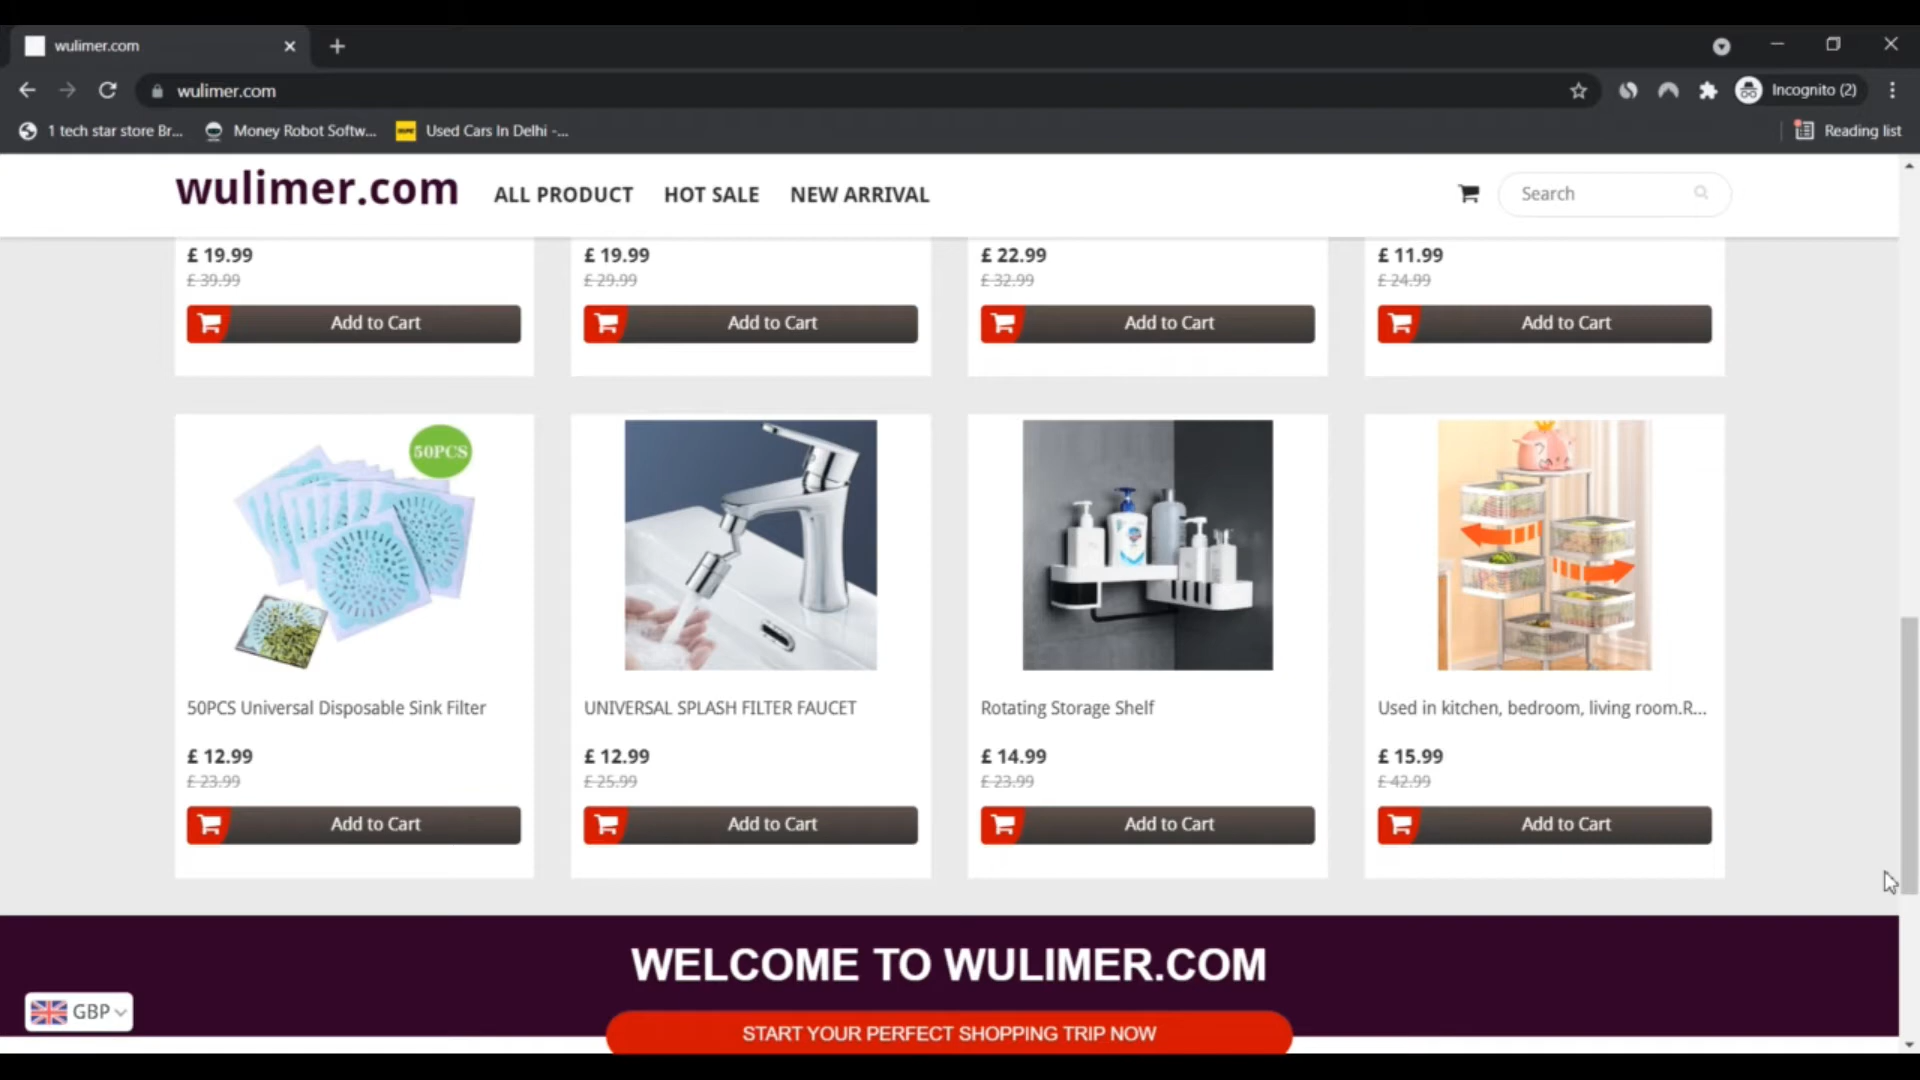 wulimer.com
wulimer.com
Incognito (2)
1 tech star store Br...
Money Robot Softw...
Used Cars In Delhi -...
Reading list
wulimer.com
ALL PRODUCT
HOT SALE
NEW ARRIVAL
Search
£ 19.99
£ 19.99
£ 22.99
£ 11.99
£ 39.99
£ 29.99
£ 32.99
£ 24.99
Add to Cart
Add to Cart
Add to Cart
Add to Cart
50PCS
50PCS Universal Disposable Sink Filter
UNIVERSAL SPLASH FILTER FAUCET
Rotating Storage Shelf
Used in kitchen, bedroom, living room.R...
£ 12.99
£ 12.99
£ 14.99
£ 15.99
£ 23.99
£ 25.99
£ 23.99
£ 42.99
Add to Cart
Add to Cart
Add to Cart
Add to Cart
WELCOME TO WULIMER.COM
GBP
START YOUR PERFECT SHOPPING TRIP NOW